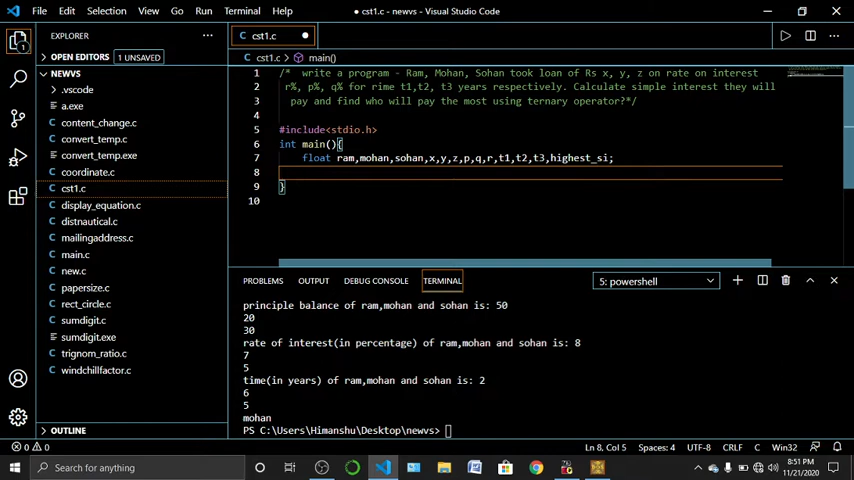 File Edit Selection View Go Run Terminal Help ● cst1.c - newvs - Visual Studio Code
EXPLORER ···
1
OPEN EDITORS 1 UNSAVED
NEWVS
.vscode
a.exe
content_change.c
convert_temp.c
convert_temp.exe
coordinate.c
cst1.c
display_equation.c
distnautical.c
mailingaddress.c
main.c
new.c
papersize.c
rect_circle.c
sumdigit.c
sumdigit.exe
trignom_ratio.c
windchillfactor.c
OUTLINE
C cst1.c ●
C cst1.c > main()
1 /* write a program - Ram, Mohan, Sohan took loan of Rs x, y, z on rate on interest
2 r%, p%, q% for rime t1,t2, t3 years respectively. Calculate simple interest they will
3 pay and find who will pay the most using ternary operator?*/
4
5 #include<stdio.h>
6 int main(){
7 float ram,mohan,sohan,x,y,z,p,q,r,t1,t2,t3,highest_si;
8
9 }
10
PROBLEMS OUTPUT DEBUG CONSOLE TERMINAL 5: powershell
principle balance of ram,mohan and sohan is: 50
20
30
rate of interest(in percentage) of ram,mohan and sohan is: 8
7
5
time(in years) of ram,mohan and sohan is: 2
6
5
mohan
PS C:\Users\Himanshu\Desktop\newvs>
0 0 Ln 8, Col 5 Spaces: 4 UTF-8 CRLF C Win32
Search for anything
8:51 PM
11/21/2020